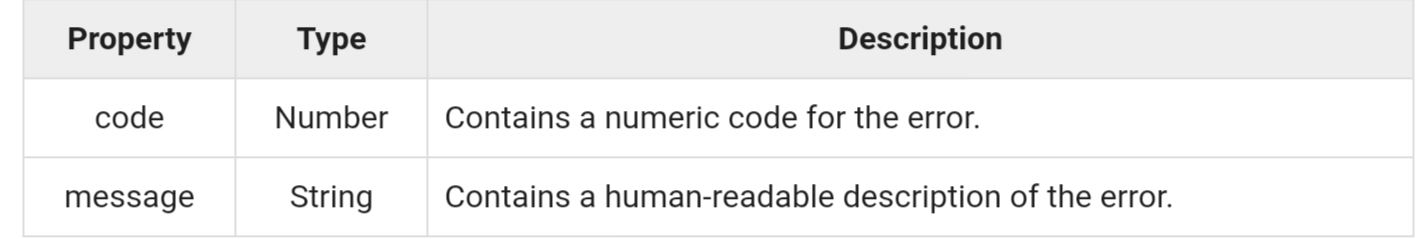 Property Type Description
code Number Contains a numeric code for the error.
message String Contains a human-readable description of the error.